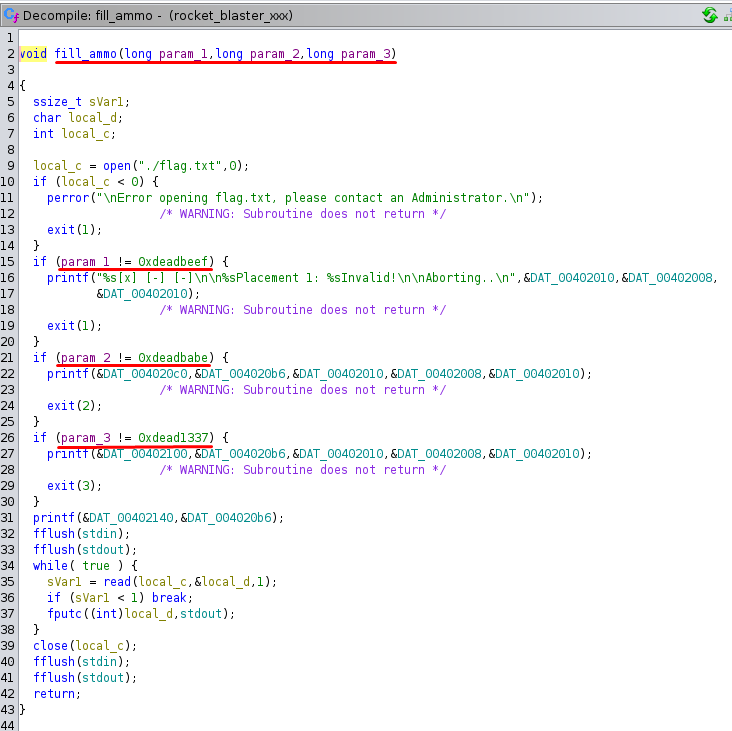 Decompile: fill_ammo - (rocket_blaster_xxx)
1
2 void fill_ammo(long param_1,long param_2,long param_3)
3
4 {
5   ssize_t sVar1;
6   char local_d;
7   int local_c;
8
9   local_c = open("./flag.txt",0);
10   if (local_c < 0) {
11     perror("\nError opening flag.txt, please contact an Administrator.\n");
12                     /* WARNING: Subroutine does not return */
13     exit(1);
14   }
15   if (param_1 != 0xdeadbeef) {
16     printf("%s[x] [-] [-]\n\n%sPlacement 1: %sInvalid!\n\nAborting..\n",&DAT_00402010,&DAT_00402008,
17            &DAT_00402010);
18                     /* WARNING: Subroutine does not return */
19     exit(1);
20   }
21   if (param_2 != 0xdeadbabe) {
22     printf(&DAT_004020c0,&DAT_004020b6,&DAT_00402010,&DAT_00402008,&DAT_00402010);
23                     /* WARNING: Subroutine does not return */
24     exit(2);
25   }
26   if (param_3 != 0xdead1337) {
27     printf(&DAT_00402100,&DAT_004020b6,&DAT_00402010,&DAT_00402008,&DAT_00402010);
28                     /* WARNING: Subroutine does not return */
29     exit(3);
30   }
31   printf(&DAT_00402140,&DAT_004020b6);
32   fflush(stdin);
33   fflush(stdout);
34   while( true ) {
35     sVar1 = read(local_c,&local_d,1);
36     if (sVar1 < 1) break;
37     fputc((int)local_d,stdout);
38   }
39   close(local_c);
40   fflush(stdin);
41   fflush(stdout);
42   return;
43 }
44